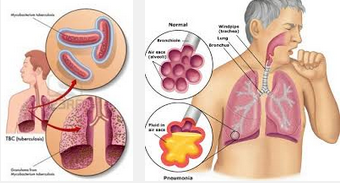 Mycobacterium tuberculosis
TBC (tuberculosis)
Granuloma from
Mycobacterium tuberculosis
Normal
Bronchiole
Air sacs
(alveoli)
Windpipe
(trachea)
Lung
Bronchus
Fluid in
air sacs
Pneumonia